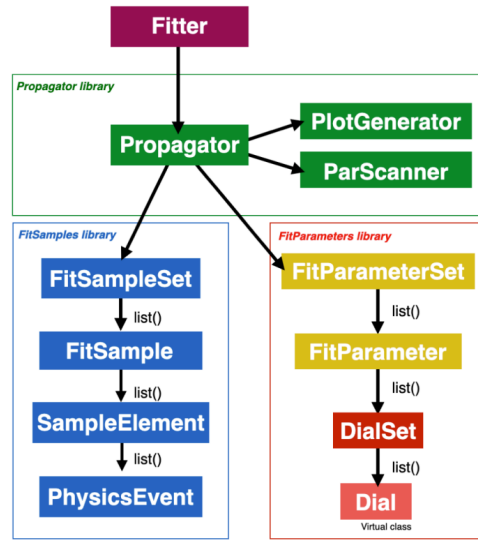 Fitter
Propagator library
PlotGenerator
Propagator
ParScanner
FitSamples library
FitParameters library
FitSampleSet
FitParameterSet
list()
list()
FitSample
FitParameter
list()
list()
SampleElement
DialSet
list()
list()
PhysicsEvent
Dial
Virtual class